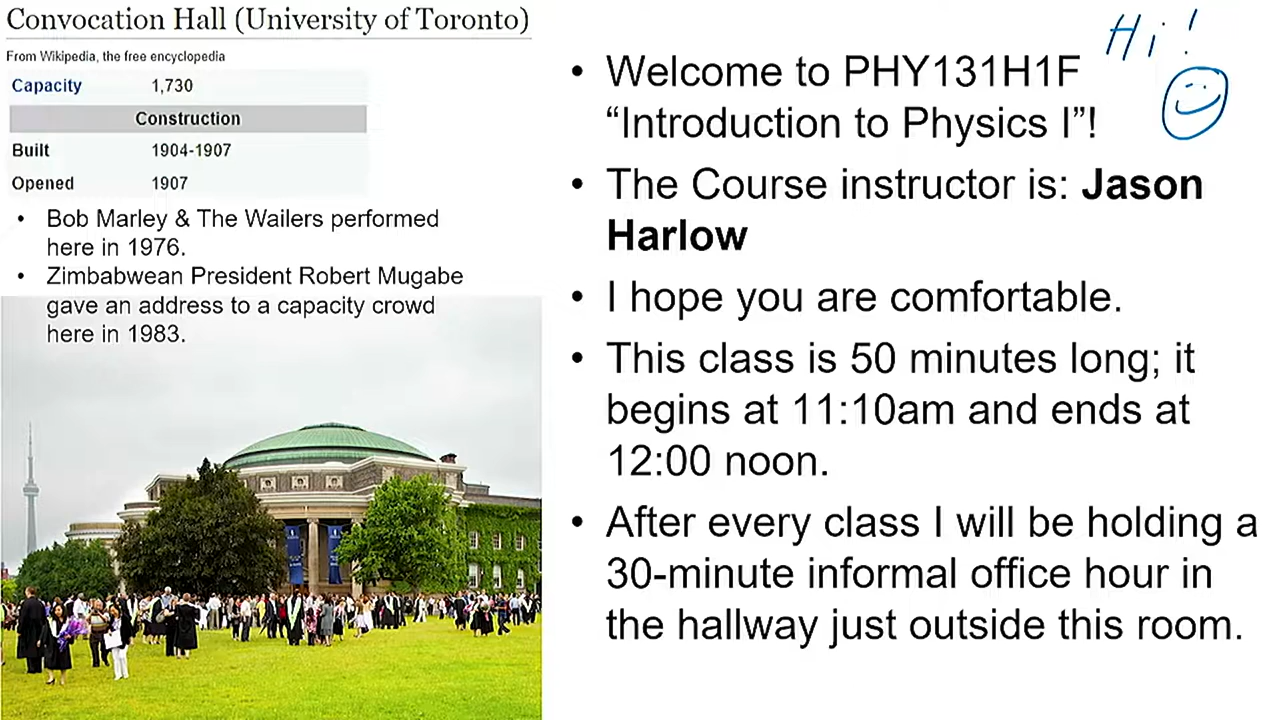 Convocation Hall (University of Toronto)
From Wikipedia, the free encyclopedia
Capacity 1,730
Construction
Built 1904-1907
Opened 1907
• Bob Marley & The Wailers performed
here in 1976.
• Zimbabwean President Robert Mugabe
gave an address to a capacity crowd
here in 1983.
Hi!
• Welcome to PHY131H1F
“Introduction to Physics I”!
• The Course instructor is: Jason
Harlow
• I hope you are comfortable.
• This class is 50 minutes long; it
begins at 11:10am and ends at
12:00 noon.
• After every class I will be holding a
30-minute informal office hour in
the hallway just outside this room.